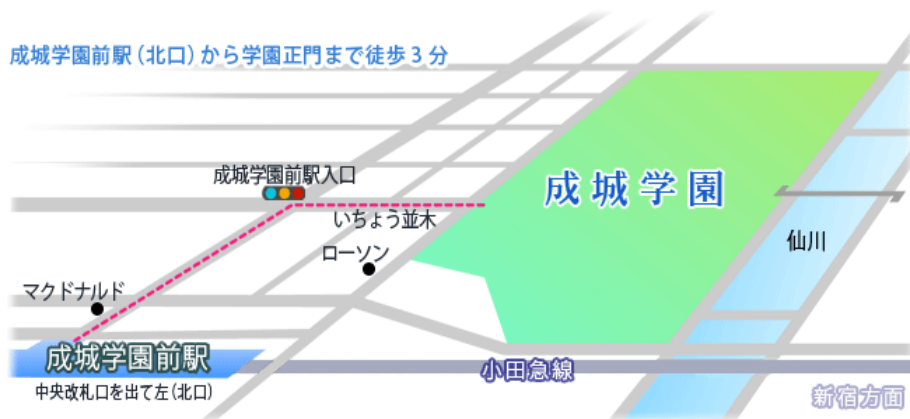 成城学園前駅(北口)から学園正門まで徒歩3分
成城学園前駅入口
成城学園
いちょう並木
仙川
ローソン
マクドナルド
成城学園前駅
小田急線
中央改札口を出て左(北口)
新宿方面